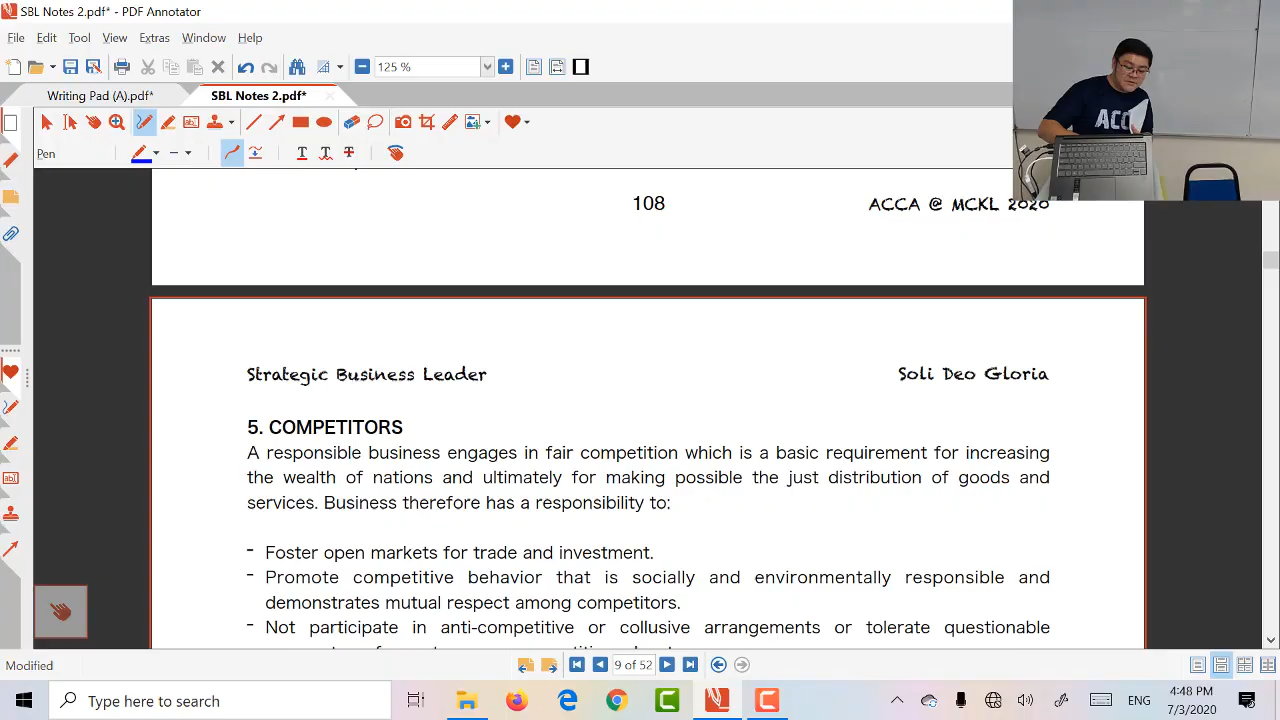 SBL Notes 2.pdf* - PDF Annotator
File Edit Tool View Extras Window Help
125 %
Writing Pad (A).pdf* SBL Notes 2.pdf*
Pen
ACC
108 ACCA @ MCKL 2020
Strategic Business Leader Soli Deo Gloria
5. COMPETITORS
A responsible business engages in fair competition which is a basic requirement for increasing
the wealth of nations and ultimately for making possible the just distribution of goods and
services. Business therefore has a responsibility to:
- Foster open markets for trade and investment.
- Promote competitive behavior that is socially and environmentally responsible and
demonstrates mutual respect among competitors.
- Not participate in anti-competitive or collusive arrangements or tolerate questionable
Modified 9 of 52
Type here to search ENG 4:48 PM
7/3/2020